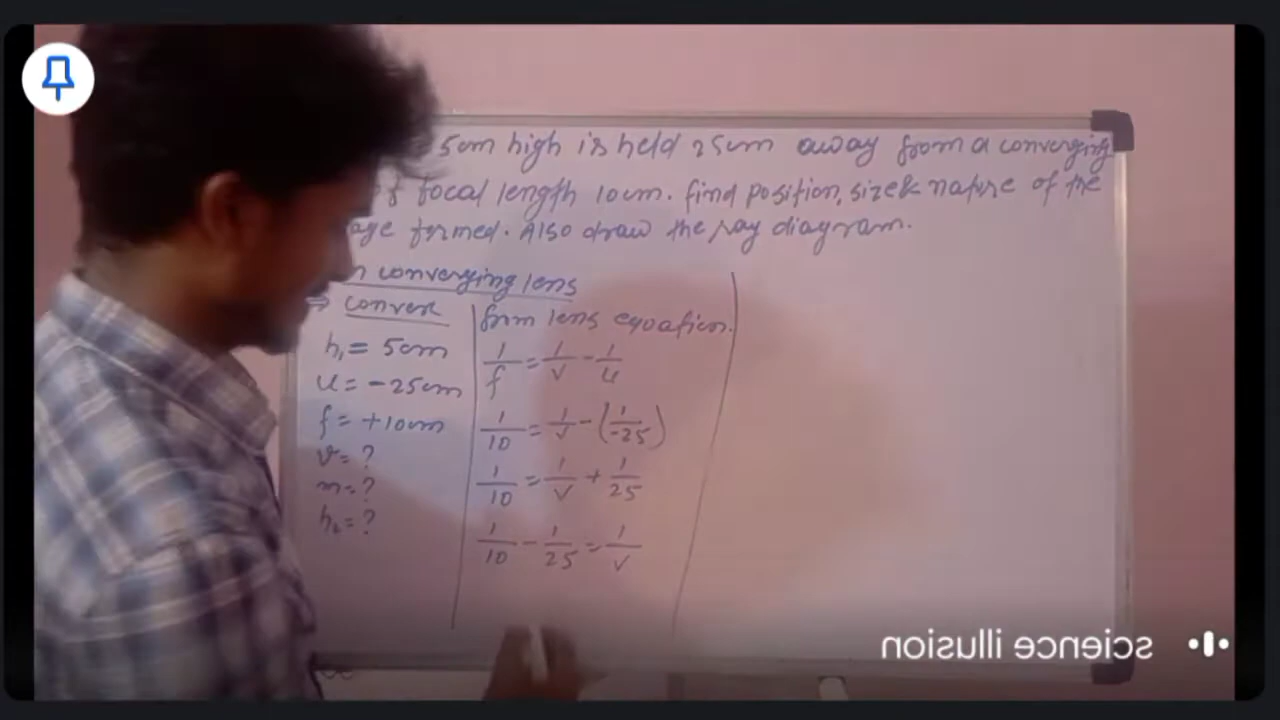 5cm high is held 25cm away from a converging
of focal length 10cm. find position, size & nature of the
age formed. Also draw the ray diagram.
n converging lens
⇒ convex
h₁ = 5cm
u = -25cm
f = +10cm
v = ?
m = ?
h₂ = ?
from lens equation.
1/f = 1/v - 1/u
1/10 = 1/v - (1/-25)
1/10 = 1/v + 1/25
1/10 - 1/25 = 1/v
science illusion